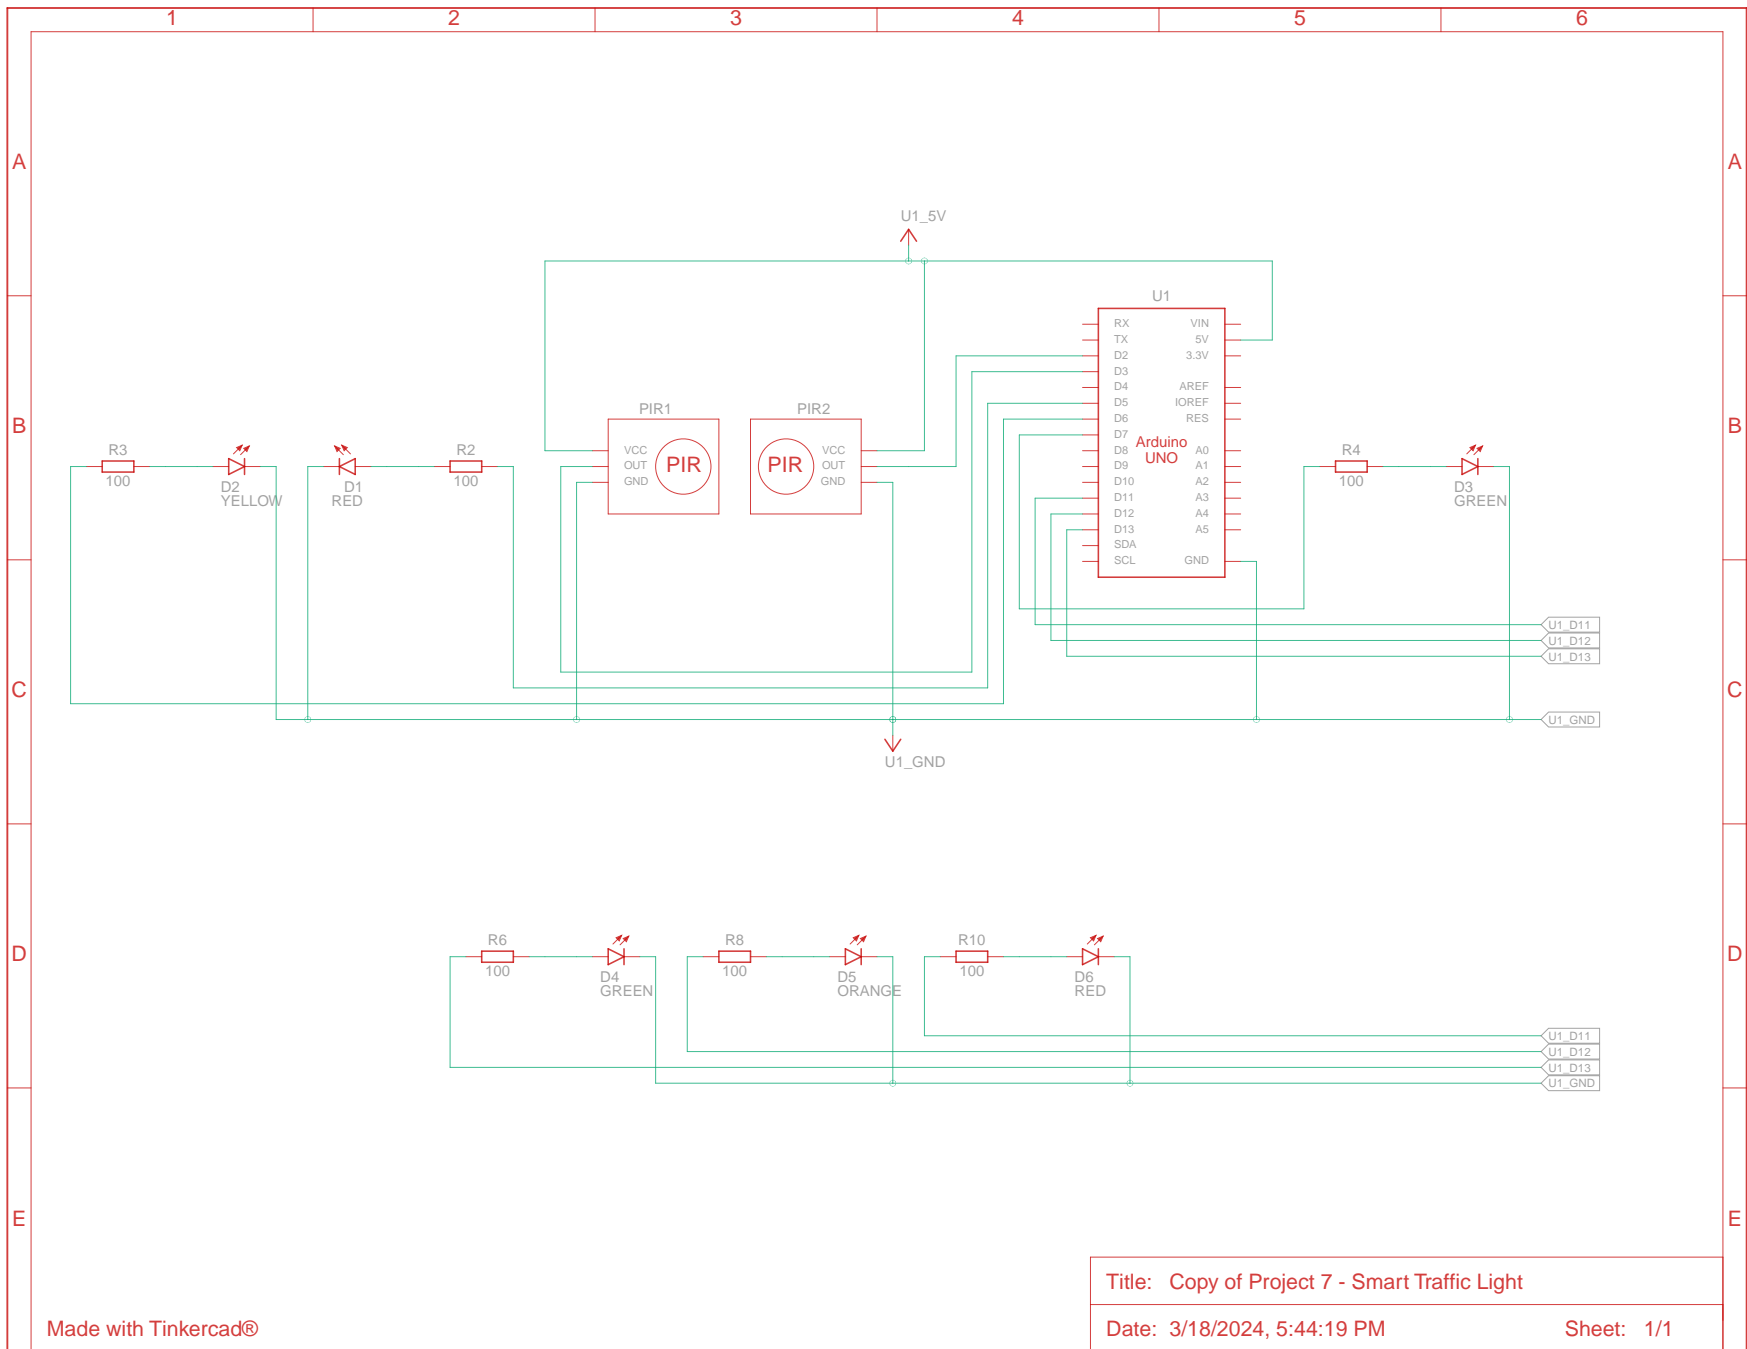 1 2 3 4 5 6
A A
U1_5V
U1
B B
RX VIN
TX 5V
D2 3.3V
D3
D4 AREF
D5 IOREF
D6 RES
D7
D8 A0
D9 A1
D10 A2
D11 A3
D12 A4
D13 A5
SDA
SCL GND
Arduino
UNO
PIR1 PIR2
VCC VCC
OUT PIR PIR OUT
GND GND
R3 R2 R4
100 100 100
D2 D1 D3
YELLOW RED GREEN
U1_D11
U1_D12
U1_D13
C C
U1_GND
U1_GND
D D
R6 R8 R10
100 100 100
D4 D5 D6
GREEN ORANGE RED
U1_D11
U1_D12
U1_D13
U1_GND
E E
Title: Copy of Project 7 - Smart Traffic Light
Made with Tinkercad®
Date: 3/18/2024, 5:44:19 PM Sheet: 1/1